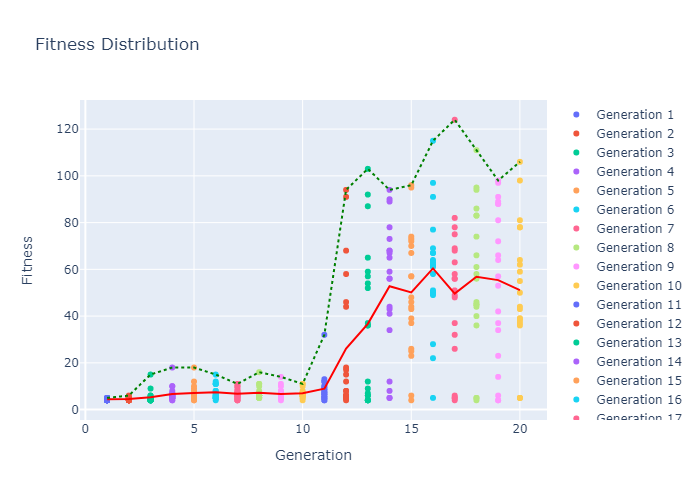 Fitness Distribution
120
100
80
60
40
20
0
Fitness
0
5
10
15
20
Generation
Generation 1
Generation 2
Generation 3
Generation 4
Generation 5
Generation 6
Generation 7
Generation 8
Generation 9
Generation 10
Generation 11
Generation 12
Generation 13
Generation 14
Generation 15
Generation 16
Generation 17